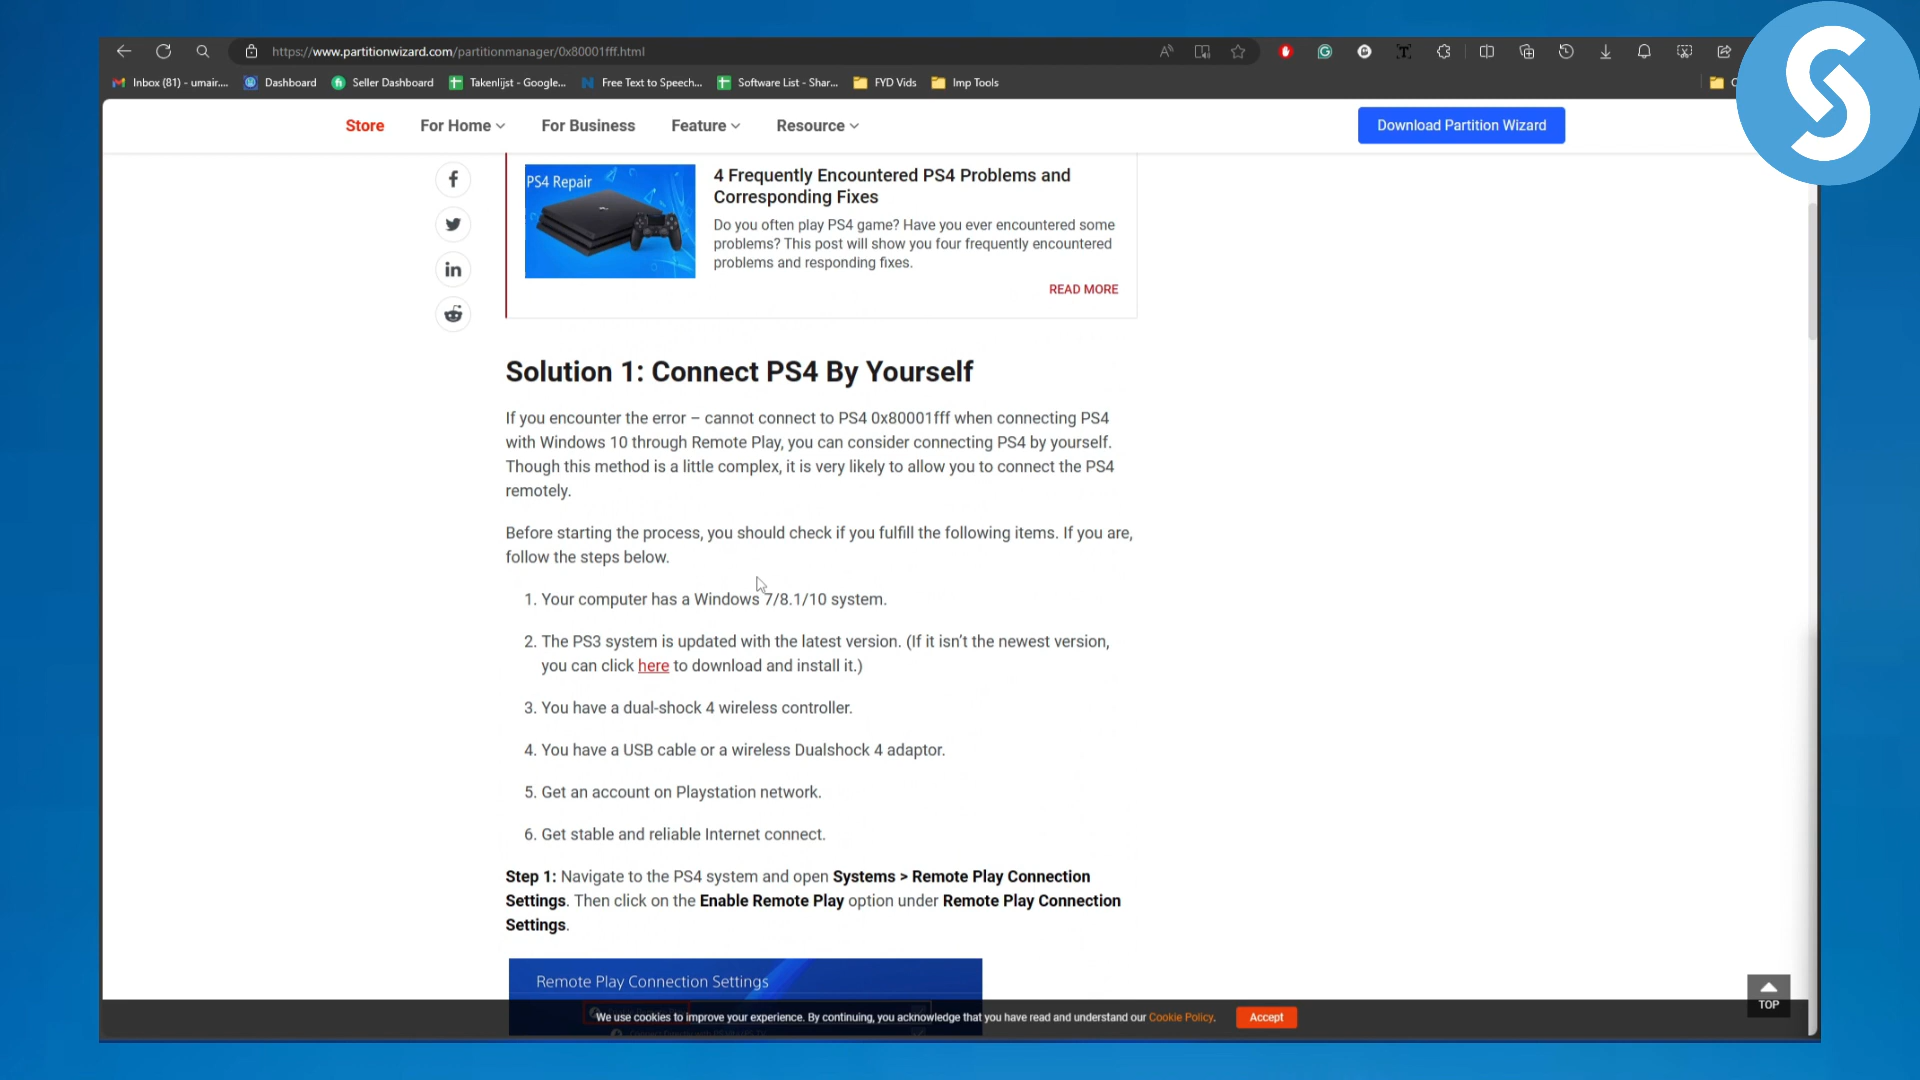 https://www.partitionwizard.com/partitionmanager/0x80001fff.html
Inbox (81) - umair.... Dashboard Seller Dashboard Takenlijst - Google... Free Text to Speech... Software List - Shar... FYD Vids Imp Tools
Store For Home For Business Feature Resource Download Partition Wizard
PS4 Repair
4 Frequently Encountered PS4 Problems and
Corresponding Fixes
Do you often play PS4 game? Have you ever encountered some
problems? This post will show you four frequently encountered
problems and responding fixes.
READ MORE
Solution 1: Connect PS4 By Yourself
If you encounter the error – cannot connect to PS4 0x80001fff when connecting PS4
with Windows 10 through Remote Play, you can consider connecting PS4 by yourself.
Though this method is a little complex, it is very likely to allow you to connect the PS4
remotely.
Before starting the process, you should check if you fulfill the following items. If you are,
follow the steps below.
1. Your computer has a Windows 7/8.1/10 system.
2. The PS3 system is updated with the latest version. (If it isn't the newest version,
you can click here to download and install it.)
3. You have a dual-shock 4 wireless controller.
4. You have a USB cable or a wireless Dualshock 4 adaptor.
5. Get an account on Playstation network.
6. Get stable and reliable Internet connect.
Step 1: Navigate to the PS4 system and open Systems > Remote Play Connection
Settings. Then click on the Enable Remote Play option under Remote Play Connection
Settings.
Remote Play Connection Settings
We use cookies to improve your experience. By continuing, you acknowledge that you have read and understand our Cookie Policy. Accept
TOP